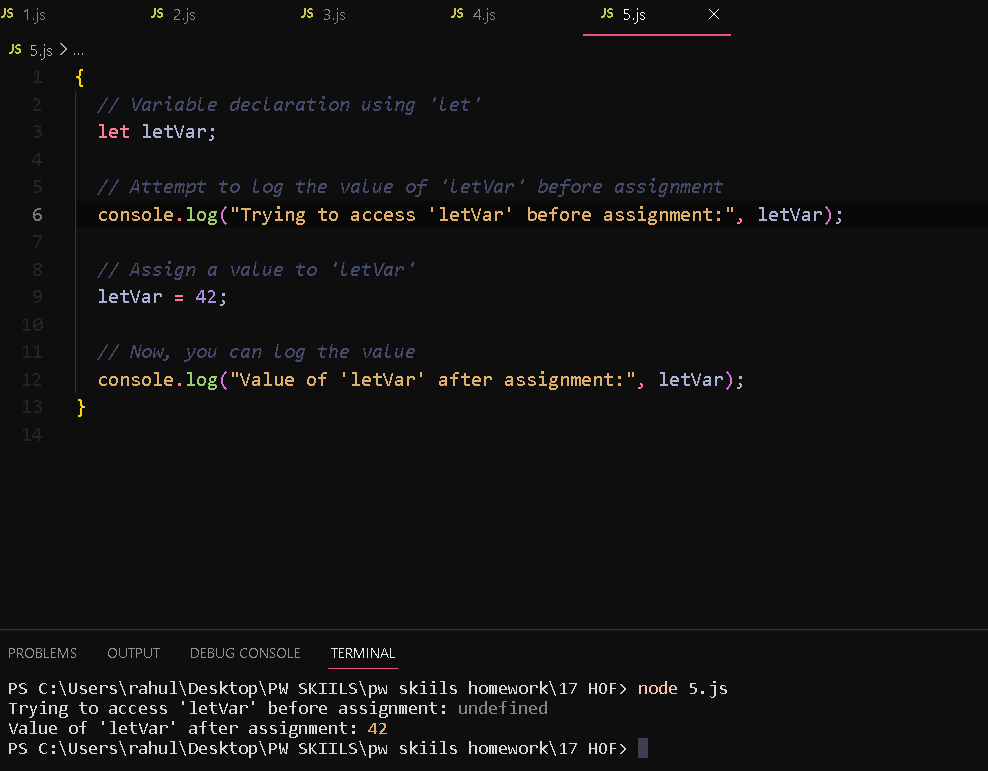 JS 1.js JS 2.js JS 3.js JS 4.js JS 5.js ×
JS 5.js > ...
1 {
2 // Variable declaration using 'let'
3 let letVar;
4
5 // Attempt to log the value of 'letVar' before assignment
6 console.log("Trying to access 'letVar' before assignment:", letVar);
7
8 // Assign a value to 'letVar'
9 letVar = 42;
10
11 // Now, you can log the value
12 console.log("Value of 'letVar' after assignment:", letVar);
13 }
14
PROBLEMS OUTPUT DEBUG CONSOLE TERMINAL
PS C:\Users\rahul\Desktop\PW SKIILS\pw skiils homework\17 HOF> node 5.js
Trying to access 'letVar' before assignment: undefined
Value of 'letVar' after assignment: 42
PS C:\Users\rahul\Desktop\PW SKIILS\pw skiils homework\17 HOF>